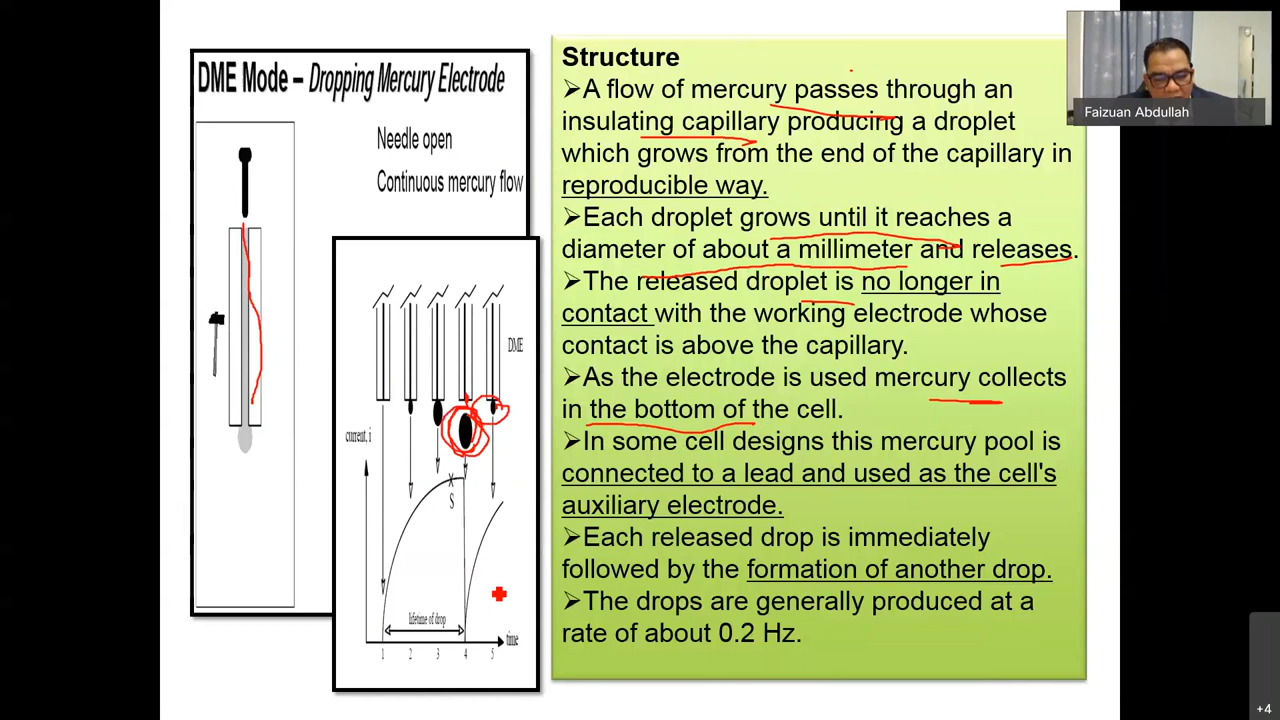 DME Mode – Dropping Mercury Electrode
Needle open
Continuous mercury flow
DME
current, i
X
S
lifetime of drop
time
1 2 3 4 5
Structure
➢A flow of mercury passes through an
insulating capillary producing a droplet
which grows from the end of the capillary in
reproducible way.
➢Each droplet grows until it reaches a
diameter of about a millimeter and releases.
➢The released droplet is no longer in
contact with the working electrode whose
contact is above the capillary.
➢As the electrode is used mercury collects
in the bottom of the cell.
➢In some cell designs this mercury pool is
connected to a lead and used as the cell's
auxiliary electrode.
➢Each released drop is immediately
followed by the formation of another drop.
➢The drops are generally produced at a
rate of about 0.2 Hz.
Faizuan Abdullah
+4